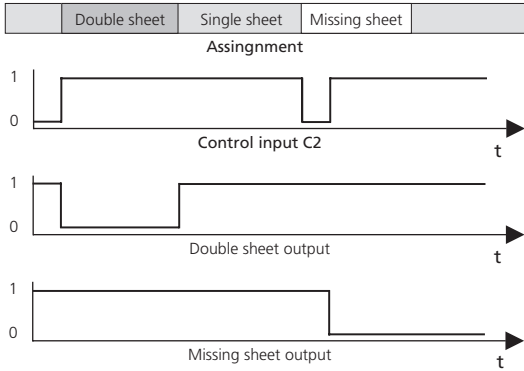 Double sheet Single sheet Missing sheet
Assingnment
1
0
Control input C2
t
1
0
Double sheet output
t
1
0
Missing sheet output
t